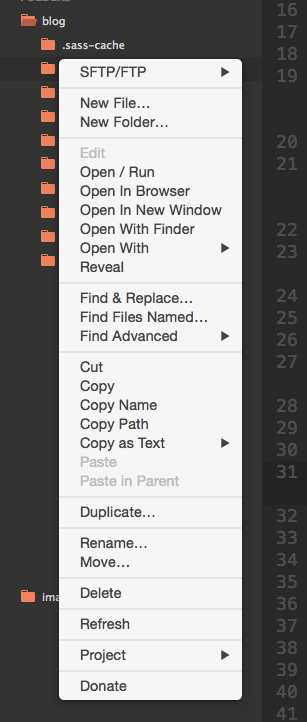 blog
.sass-cache
SFTP/FTP
New File...
New Folder...
Edit
Open / Run
Open In Browser
Open In New Window
Open With Finder
Open With
Reveal
Find & Replace...
Find Files Named...
Find Advanced
Cut
Copy
Copy Name
Copy Path
Copy as Text
Paste
Paste in Parent
Duplicate...
Rename...
Move...
Delete
Refresh
Project
Donate
ima
16
17
18
19
20
21
22
23
24
25
26
27
28
29
30
31
32
33
34
35
36
37
38
39
40
41